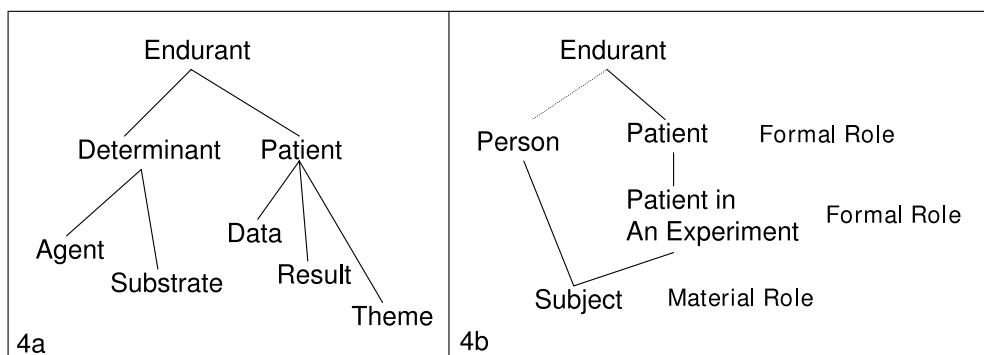 Endurant
Determinant Patient
Agent
Substrate
Data
Result
Theme
4a
Endurant
Person
Patient Formal Role
Patient in
An Experiment Formal Role
Subject Material Role
4b